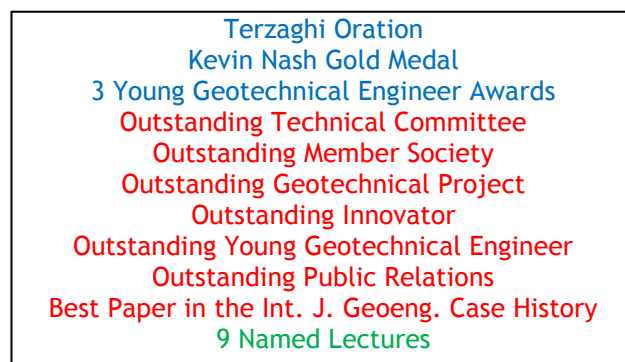 Terzaghi Oration
Kevin Nash Gold Medal
3 Young Geotechnical Engineer Awards
Outstanding Technical Committee
Outstanding Member Society
Outstanding Geotechnical Project
Outstanding Innovator
Outstanding Young Geotechnical Engineer
Outstanding Public Relations
Best Paper in the Int. J. Geoeng. Case History
9 Named Lectures